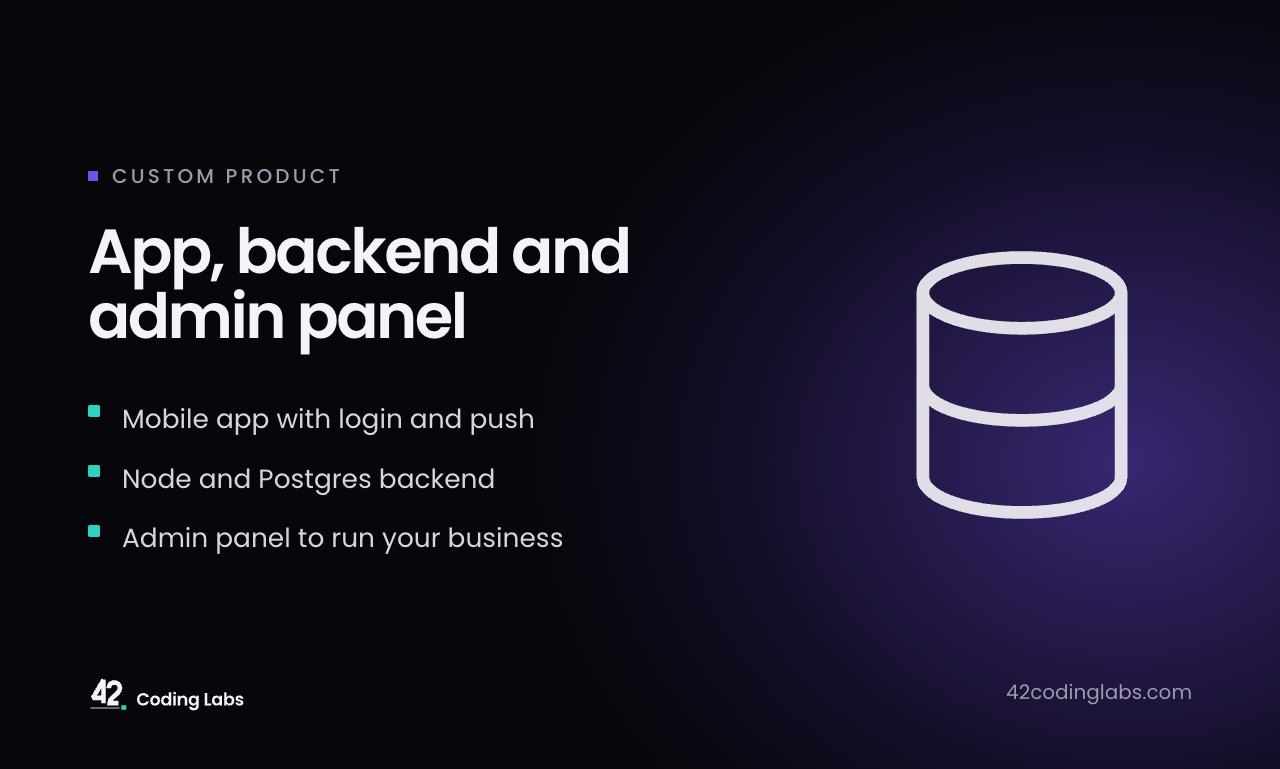 CUSTOM PRODUCT
App, backend and
admin panel
Mobile app with login and push
Node and Postgres backend
Admin panel to run your business
42. Coding Labs
42codinglabs.com